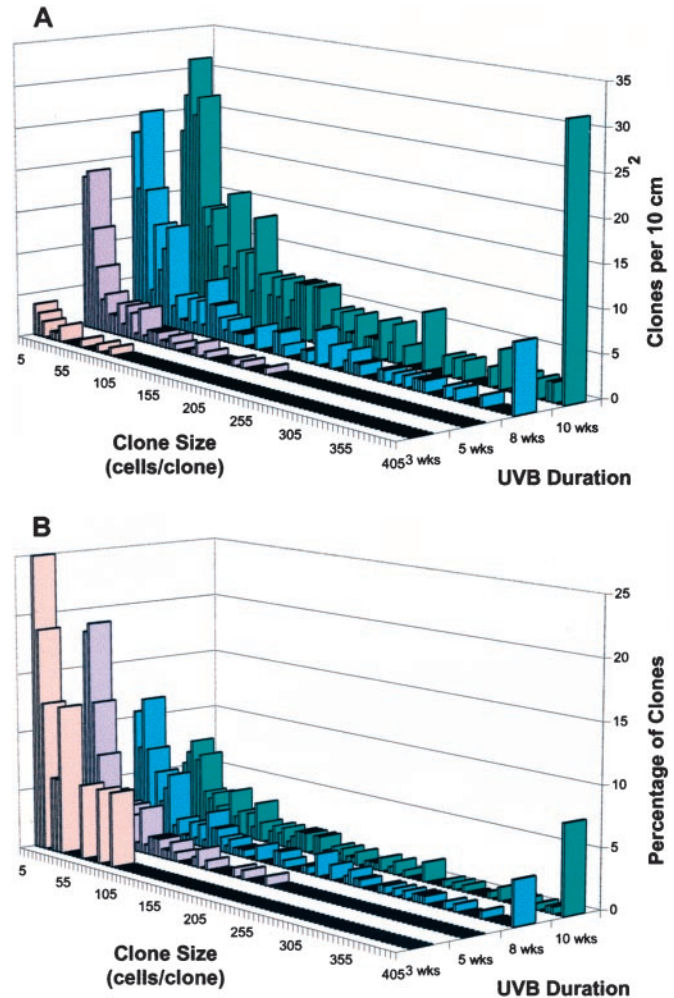 A
35
30
25
20
15
10
5
0
Clones per 10 cm²
5
55
105
155
205
255
305
355
405
3 wks
5 wks
8 wks
10 wks
Clone Size
(cells/clone)
UVB Duration
B
25
20
15
10
5
0
Percentage of Clones
5
55
105
155
205
255
305
355
405
3 wks
5 wks
8 wks
10 wks
Clone Size
(cells/clone)
UVB Duration